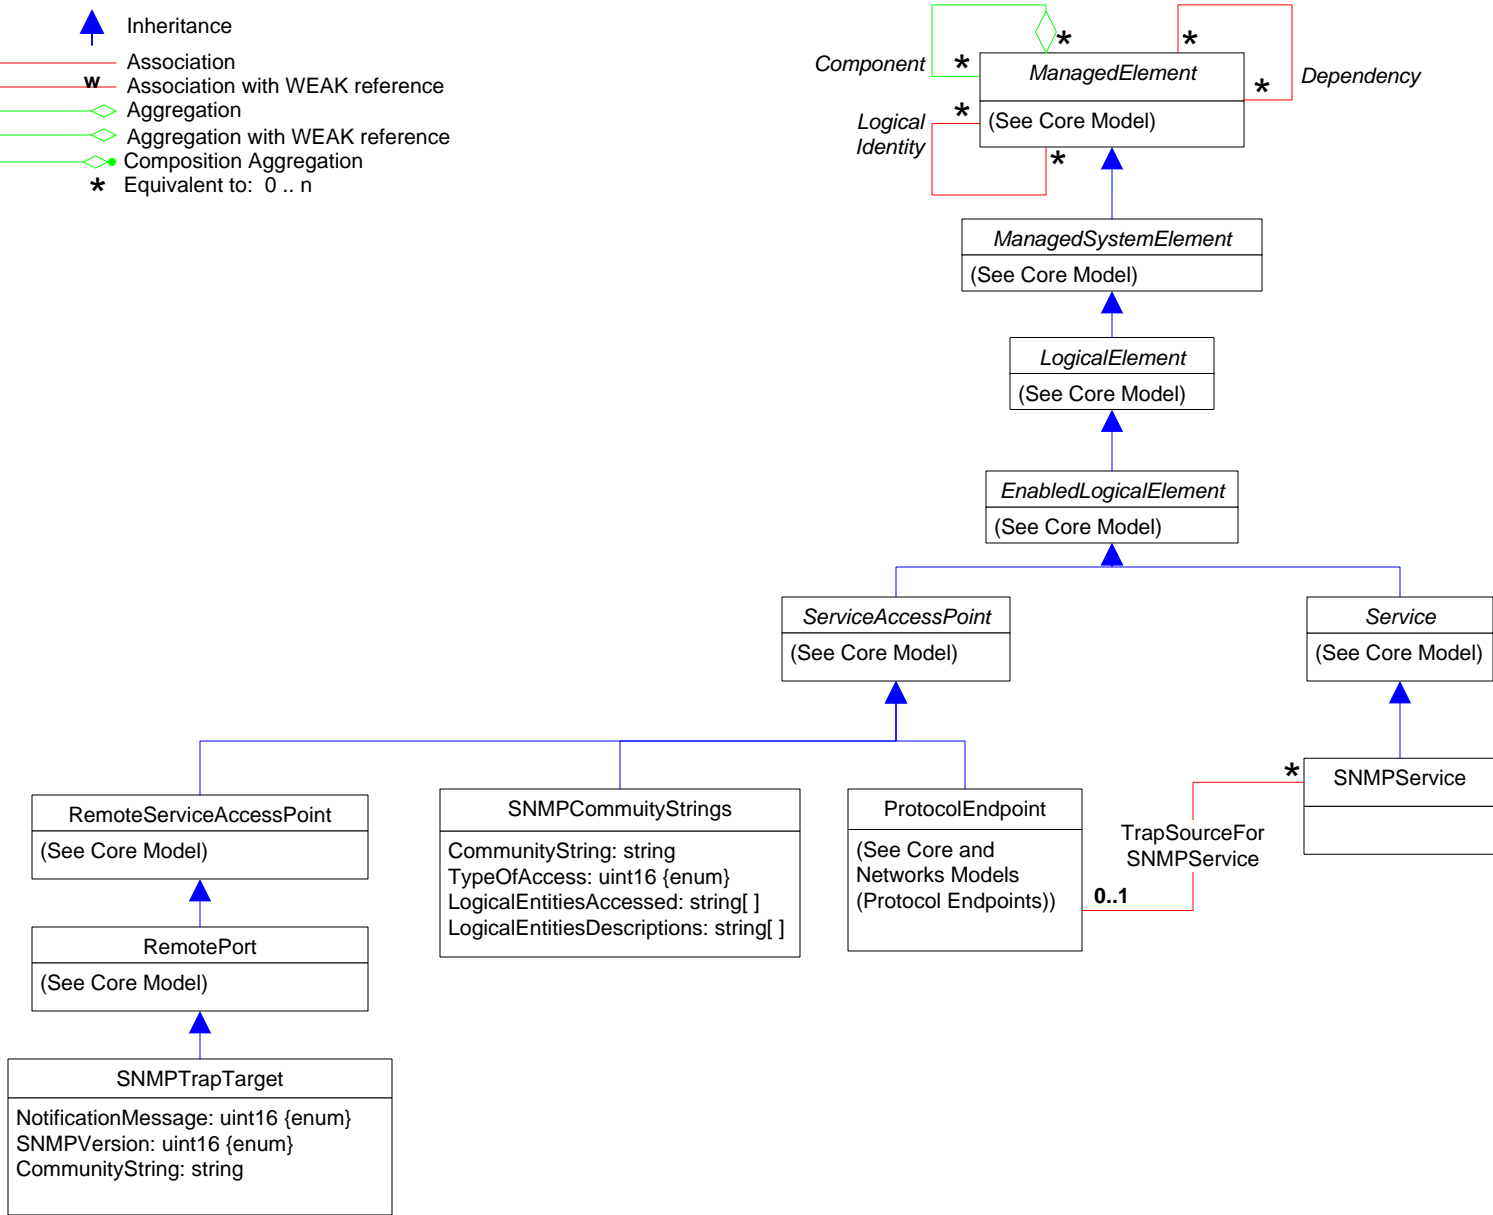 Inheritance
Association
w
Association with WEAK reference
Aggregation
Aggregation with WEAK reference
Composition Aggregation
* Equivalent to: 0 .. n
Component
*
*
*
*
Dependency
ManagedElement
(See Core Model)
Logical
Identity
*
*
ManagedSystemElement
(See Core Model)
LogicalElement
(See Core Model)
EnabledLogicalElement
(See Core Model)
ServiceAccessPoint
(See Core Model)
Service
(See Core Model)
RemoteServiceAccessPoint
(See Core Model)
SNMPCommuityStrings
CommunityString: string
TypeOfAccess: uint16 {enum}
LogicalEntitiesAccessed: string[ ]
LogicalEntitiesDescriptions: string[ ]
ProtocolEndpoint
(See Core and
Networks Models
(Protocol Endpoints))
0..1
TrapSourceFor
SNMPService
*
SNMPService
RemotePort
(See Core Model)
SNMPTrapTarget
NotificationMessage: uint16 {enum}
SNMPVersion: uint16 {enum}
CommunityString: string